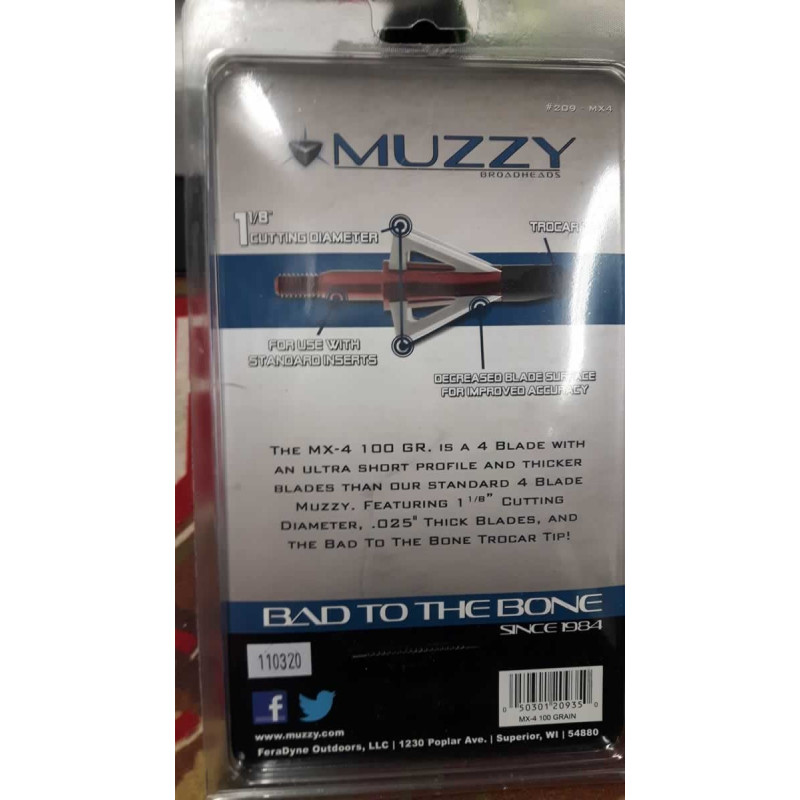 #209 - MX4
MUZZY
BROADHEADS
1 1/8"
CUTTING DIAMETER
TROCAR
FOR USE WITH
STANDARD INSERTS
DECREASED BLADE SURFACE
FOR IMPROVED ACCURACY
THE MX-4 100 GR. IS A 4 BLADE WITH
AN ULTRA SHORT PROFILE AND THICKER
BLADES THAN OUR STANDARD 4 BLADE
MUZZY. FEATURING 1 1/8" CUTTING
DIAMETER, .025" THICK BLADES, AND
THE BAD TO THE BONE TROCAR TIP!
BAD TO THE BONE
SINCE 1984
110320
f
0 50301 20935 0
MX-4 100 GRAIN
www.muzzy.com
FeraDyne Outdoors, LLC | 1230 Poplar Ave. | Superior, WI | 54880